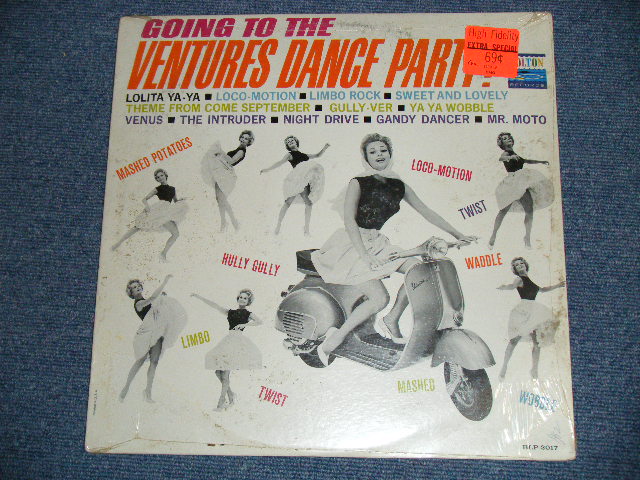 GOING TO THE
VENTURES DANCE PARTY!
High Fidelity
EXTRA SPECIAL
69¢
OLTON
RECORDS
LOLITA YA-YA ■ LOCO-MOTION ■ LIMBO ROCK ■ SWEET AND LOVELY
THEME FROM COME SEPTEMBER ■ GULLY-VER ■ YA YA WOBBLE
VENUS ■ THE INTRUDER ■ NIGHT DRIVE ■ GANDY DANCER ■ MR. MOTO
MASHED POTATOES
LOCO-MOTION
TWIST
HULLY GULLY
WADDLE
LIMBO
TWIST
MASHED
WOBBLE
BLP 2017